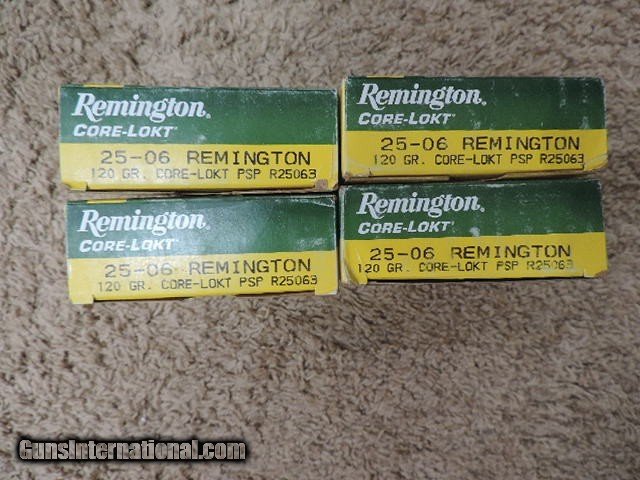 Remington.
CORE-LOKT
25-06 REMINGTON
120 GR. CORE-LOKT PSP R25063
Remington.
CORE-LOKT
25-06 REMINGTON
120 GR. CORE-LOKT PSP R25063
Remington.
CORE-LOKT
25-06 REMINGTON
120 GR. CORE-LOKT PSP R25063
Remington.
CORE-LOKT
25-06 REMINGTON
120 GR. CORE-LOKT PSP R25063
GunsInternational.com